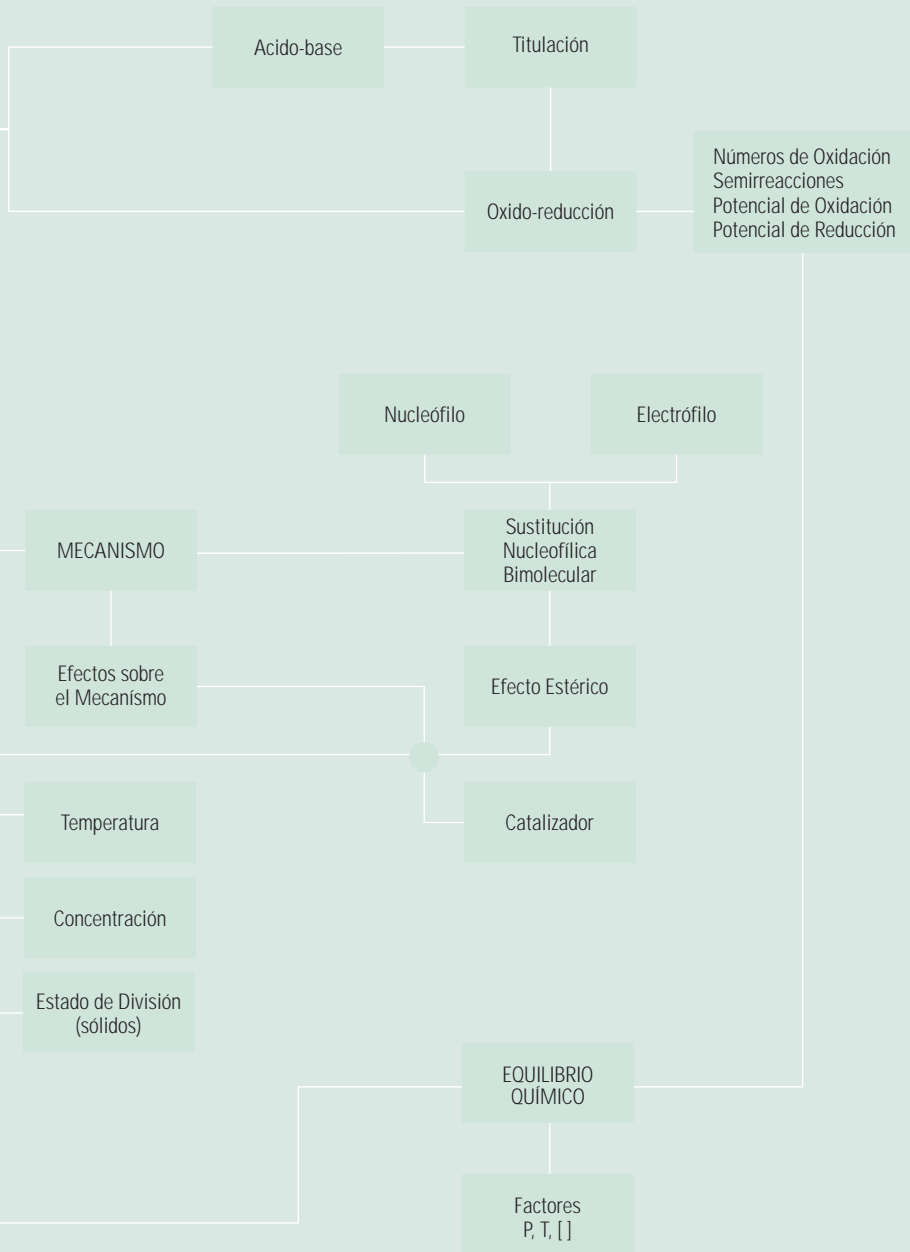 Acido-base
Titulación
Oxido-reducción
Números de Oxidación
Semirreacciones
Potencial de Oxidación
Potencial de Reducción
Nucleófilo
Electrófilo
MECANISMO
Sustitución
Nucleofílica
Bimolecular
Efectos sobre
el Mecanísmo
Efecto Estérico
Temperatura
Catalizador
Concentración
Estado de División
(sólidos)
EQUILIBRIO
QUÍMICO
Factores
P, T, [ ]